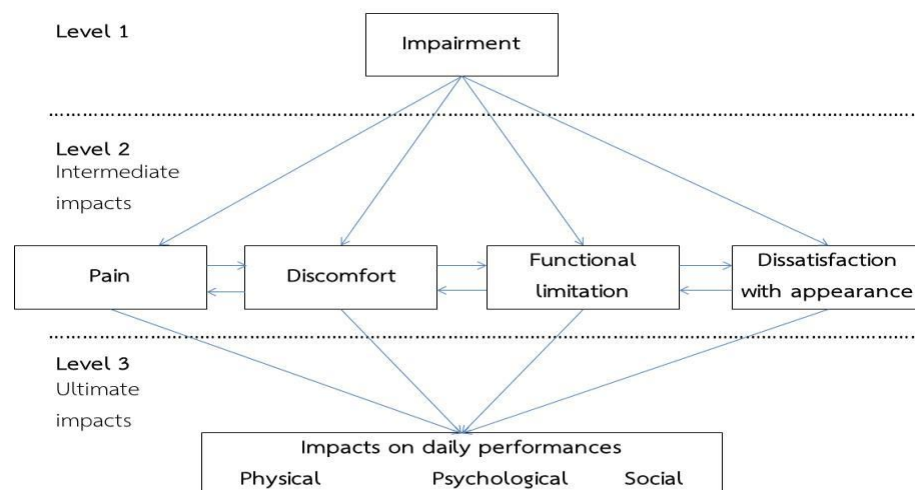 Level 1
Impairment
Level 2
Intermediate
impacts
Pain
Discomfort
Functional
limitation
Dissatisfaction
with appearance
Level 3
Ultimate
impacts
Impacts on daily performances
Physical Psychological Social